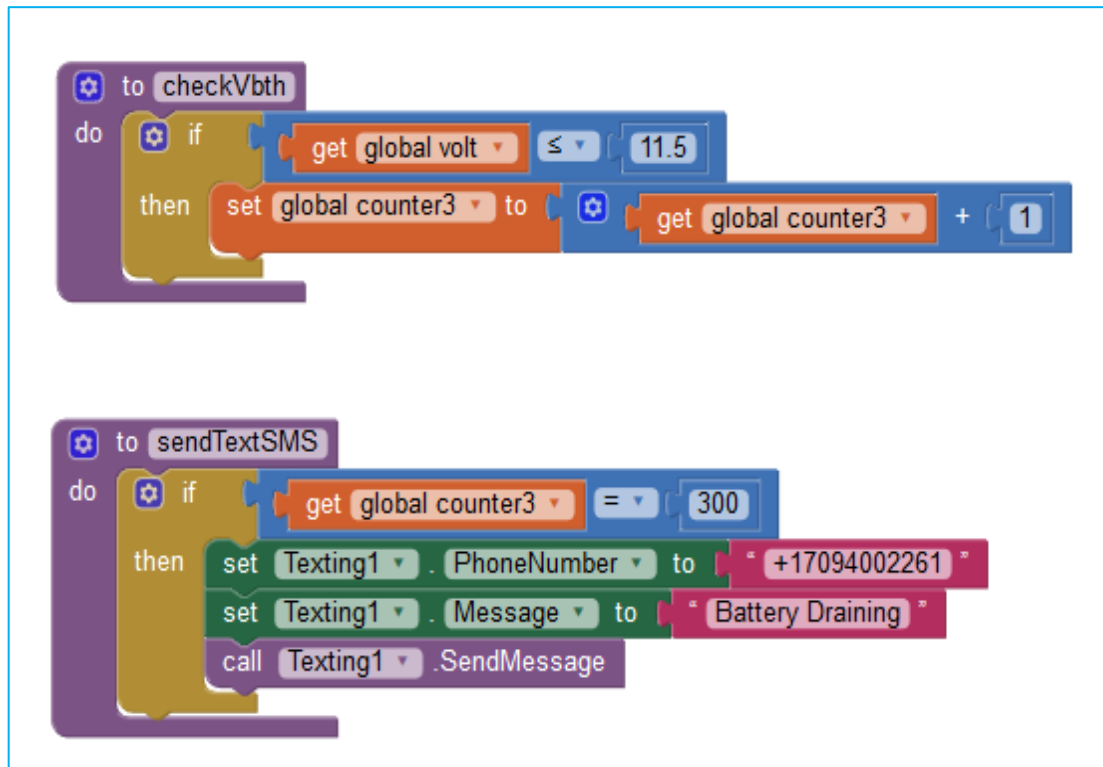 to checkVbth
do if get global volt ≤ 11.5
then set global counter3 to get global counter3 + 1
to sendTextSMS
do if get global counter3 = 300
then set Texting1 . PhoneNumber to “ +17094002261 ”
set Texting1 . Message to “ Battery Draining ”
call Texting1 .SendMessage